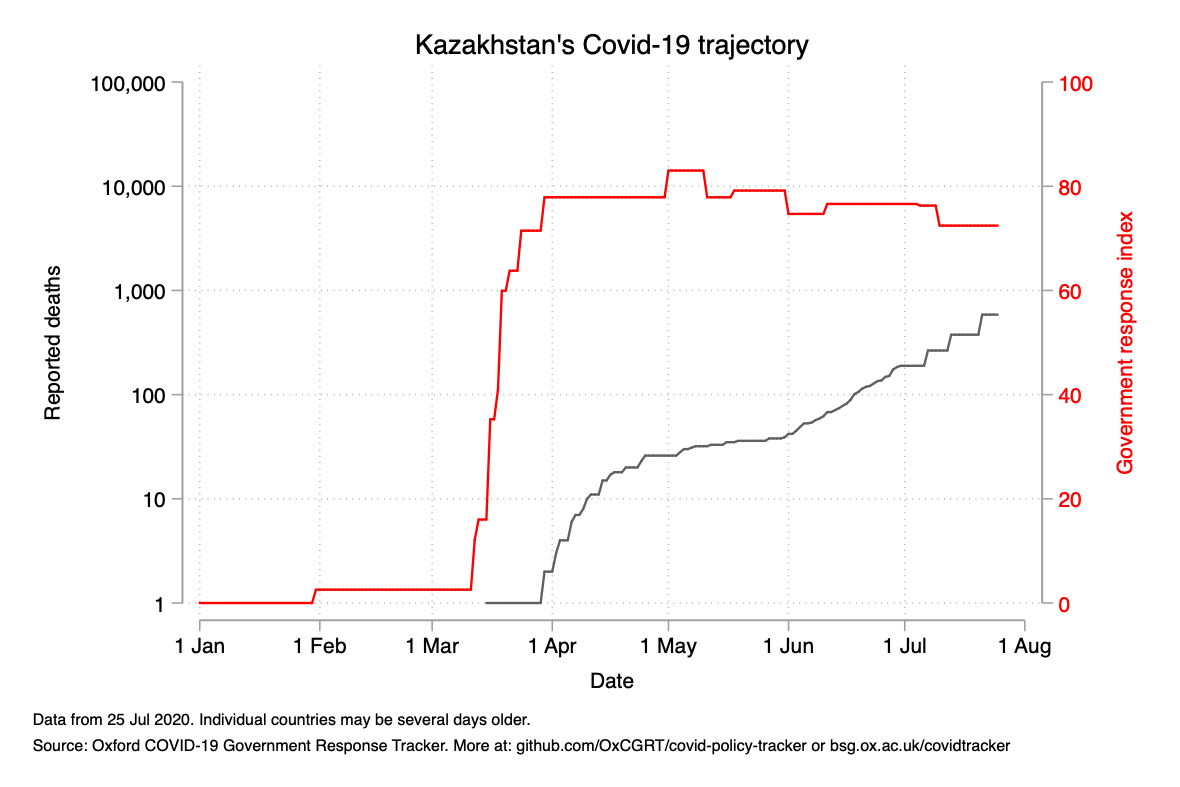 Kazakhstan's Covid-19 trajectory
100,000
10,000
1,000
100
10
1
Reported deaths
100
80
60
40
20
0
Government response index
1 Jan
1 Feb
1 Mar
1 Apr
1 May
1 Jun
1 Jul
1 Aug
Date
Data from 25 Jul 2020. Individual countries may be several days older.
Source: Oxford COVID-19 Government Response Tracker. More at: github.com/OxCGRT/covid-policy-tracker or bsg.ox.ac.uk/covidtracker